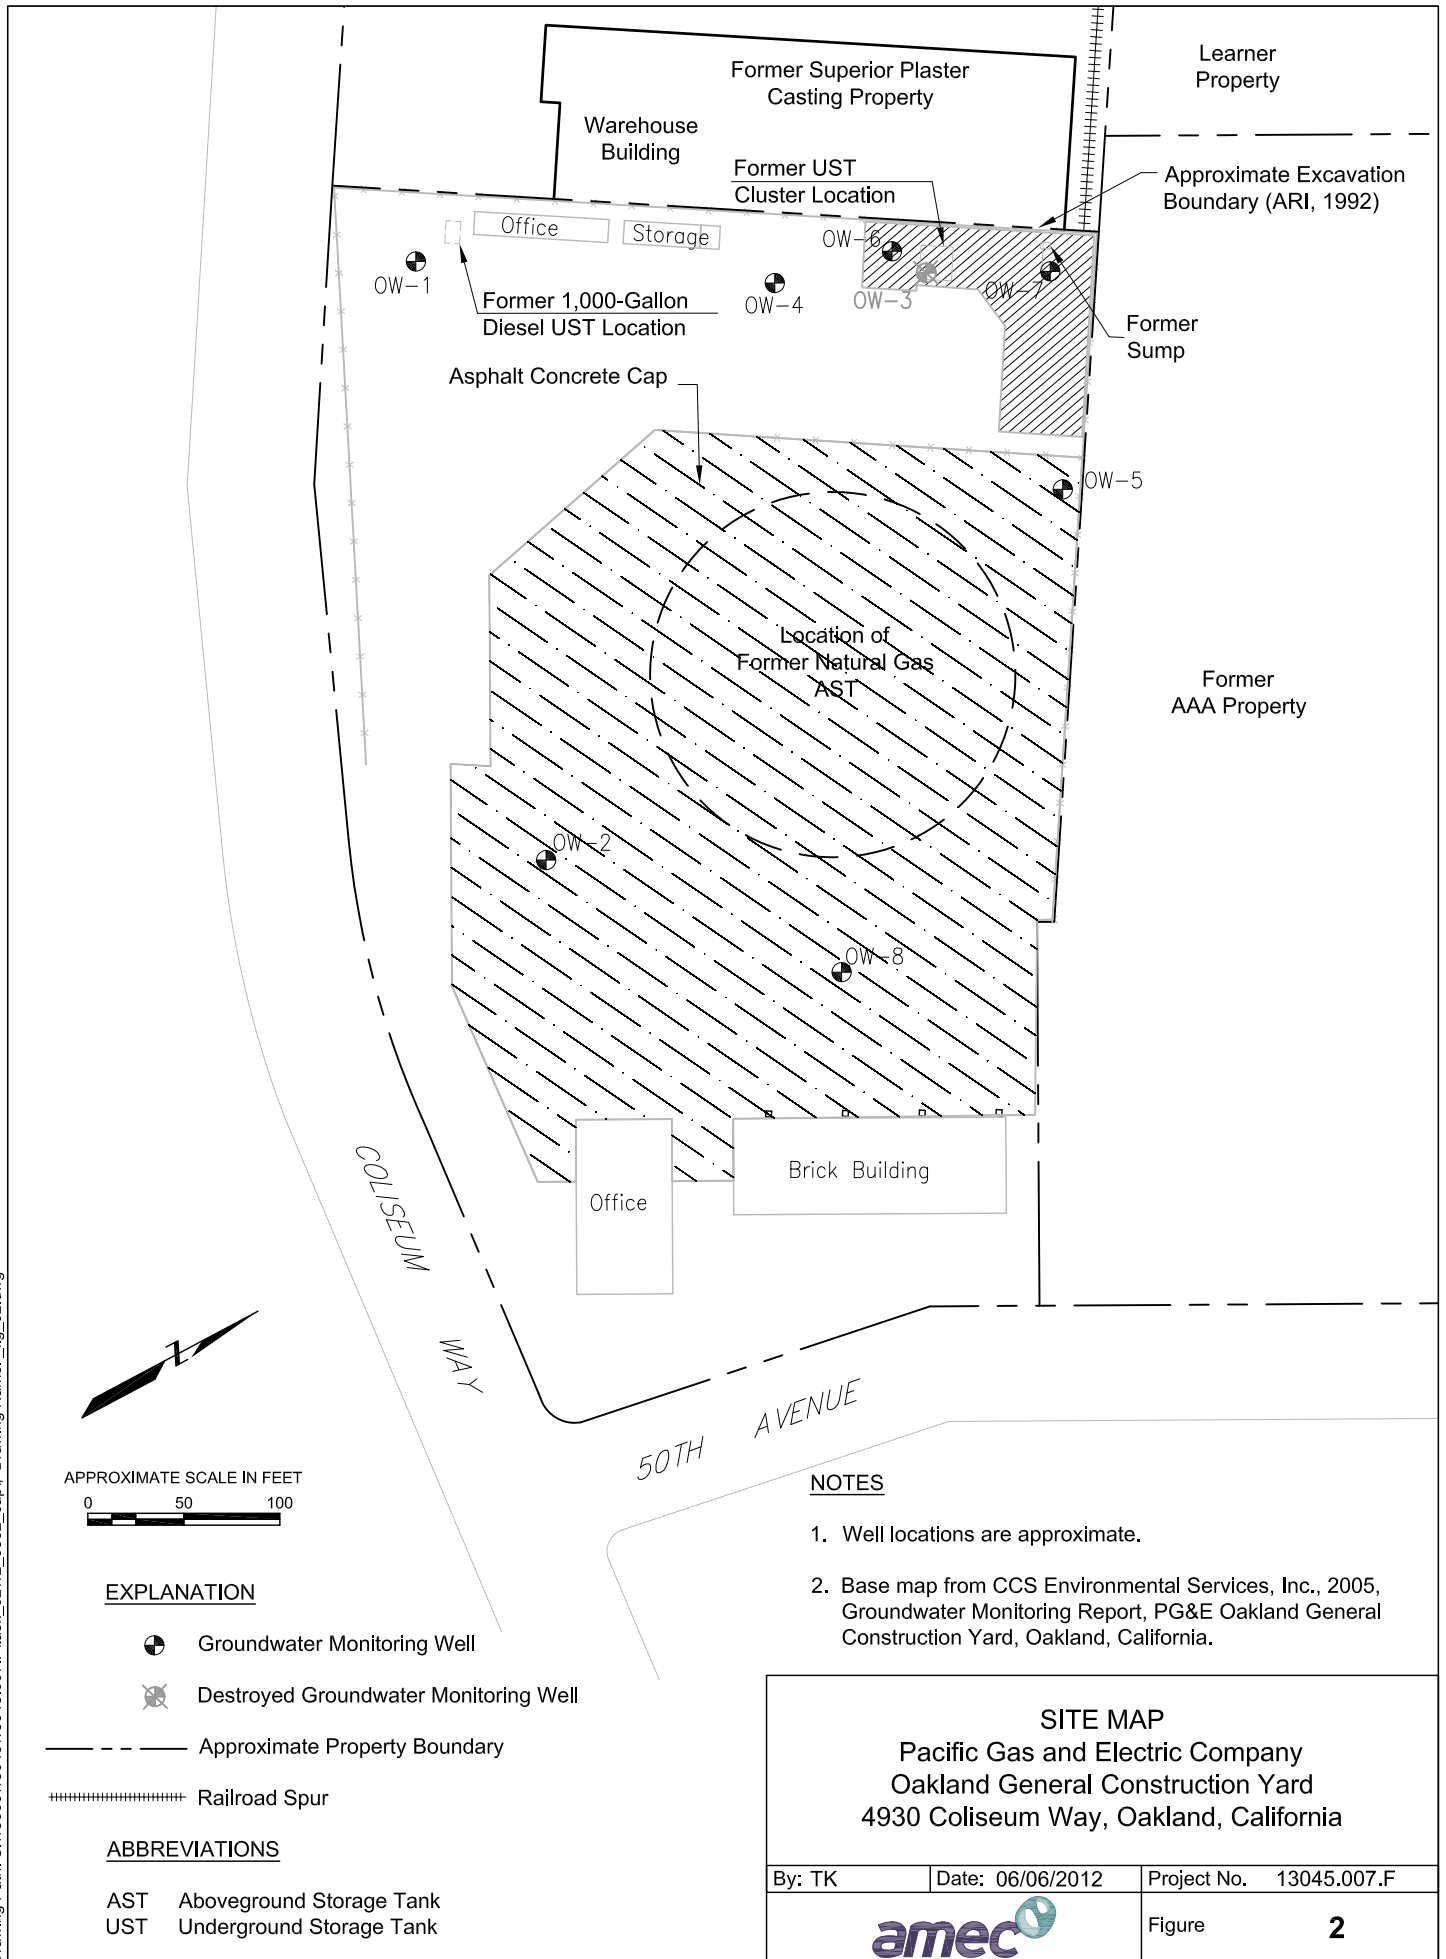 Learner
Property
Former Superior Plaster
Casting Property
Warehouse
Building
Former UST
Cluster Location
Approximate Excavation
Boundary (ARI, 1992)
Office
Storage
OW-6
OW-1
OW-4
OW-3
OW-7
Former 1,000-Gallon
Diesel UST Location
Former
Sump
Asphalt Concrete Cap
OW-5
Location of
Former Natural Gas
AST
Former
AAA Property
OW-2
OW-8
Brick Building
Office
COLISEUM WAY
50TH AVENUE
Z
APPROXIMATE SCALE IN FEET
0 50 100
EXPLANATION
Groundwater Monitoring Well
Destroyed Groundwater Monitoring Well
Approximate Property Boundary
Railroad Spur
ABBREVIATIONS
AST Aboveground Storage Tank
UST Underground Storage Tank
NOTES
1. Well locations are approximate.
2. Base map from CCS Environmental Services, Inc., 2005,
Groundwater Monitoring Report, PG&E Oakland General
Construction Yard, Oakland, California.
SITE MAP
Pacific Gas and Electric Company
Oakland General Construction Yard
4930 Coliseum Way, Oakland, California
By: TK Date: 06/06/2012 Project No. 13045.007.F
amec
Figure 2